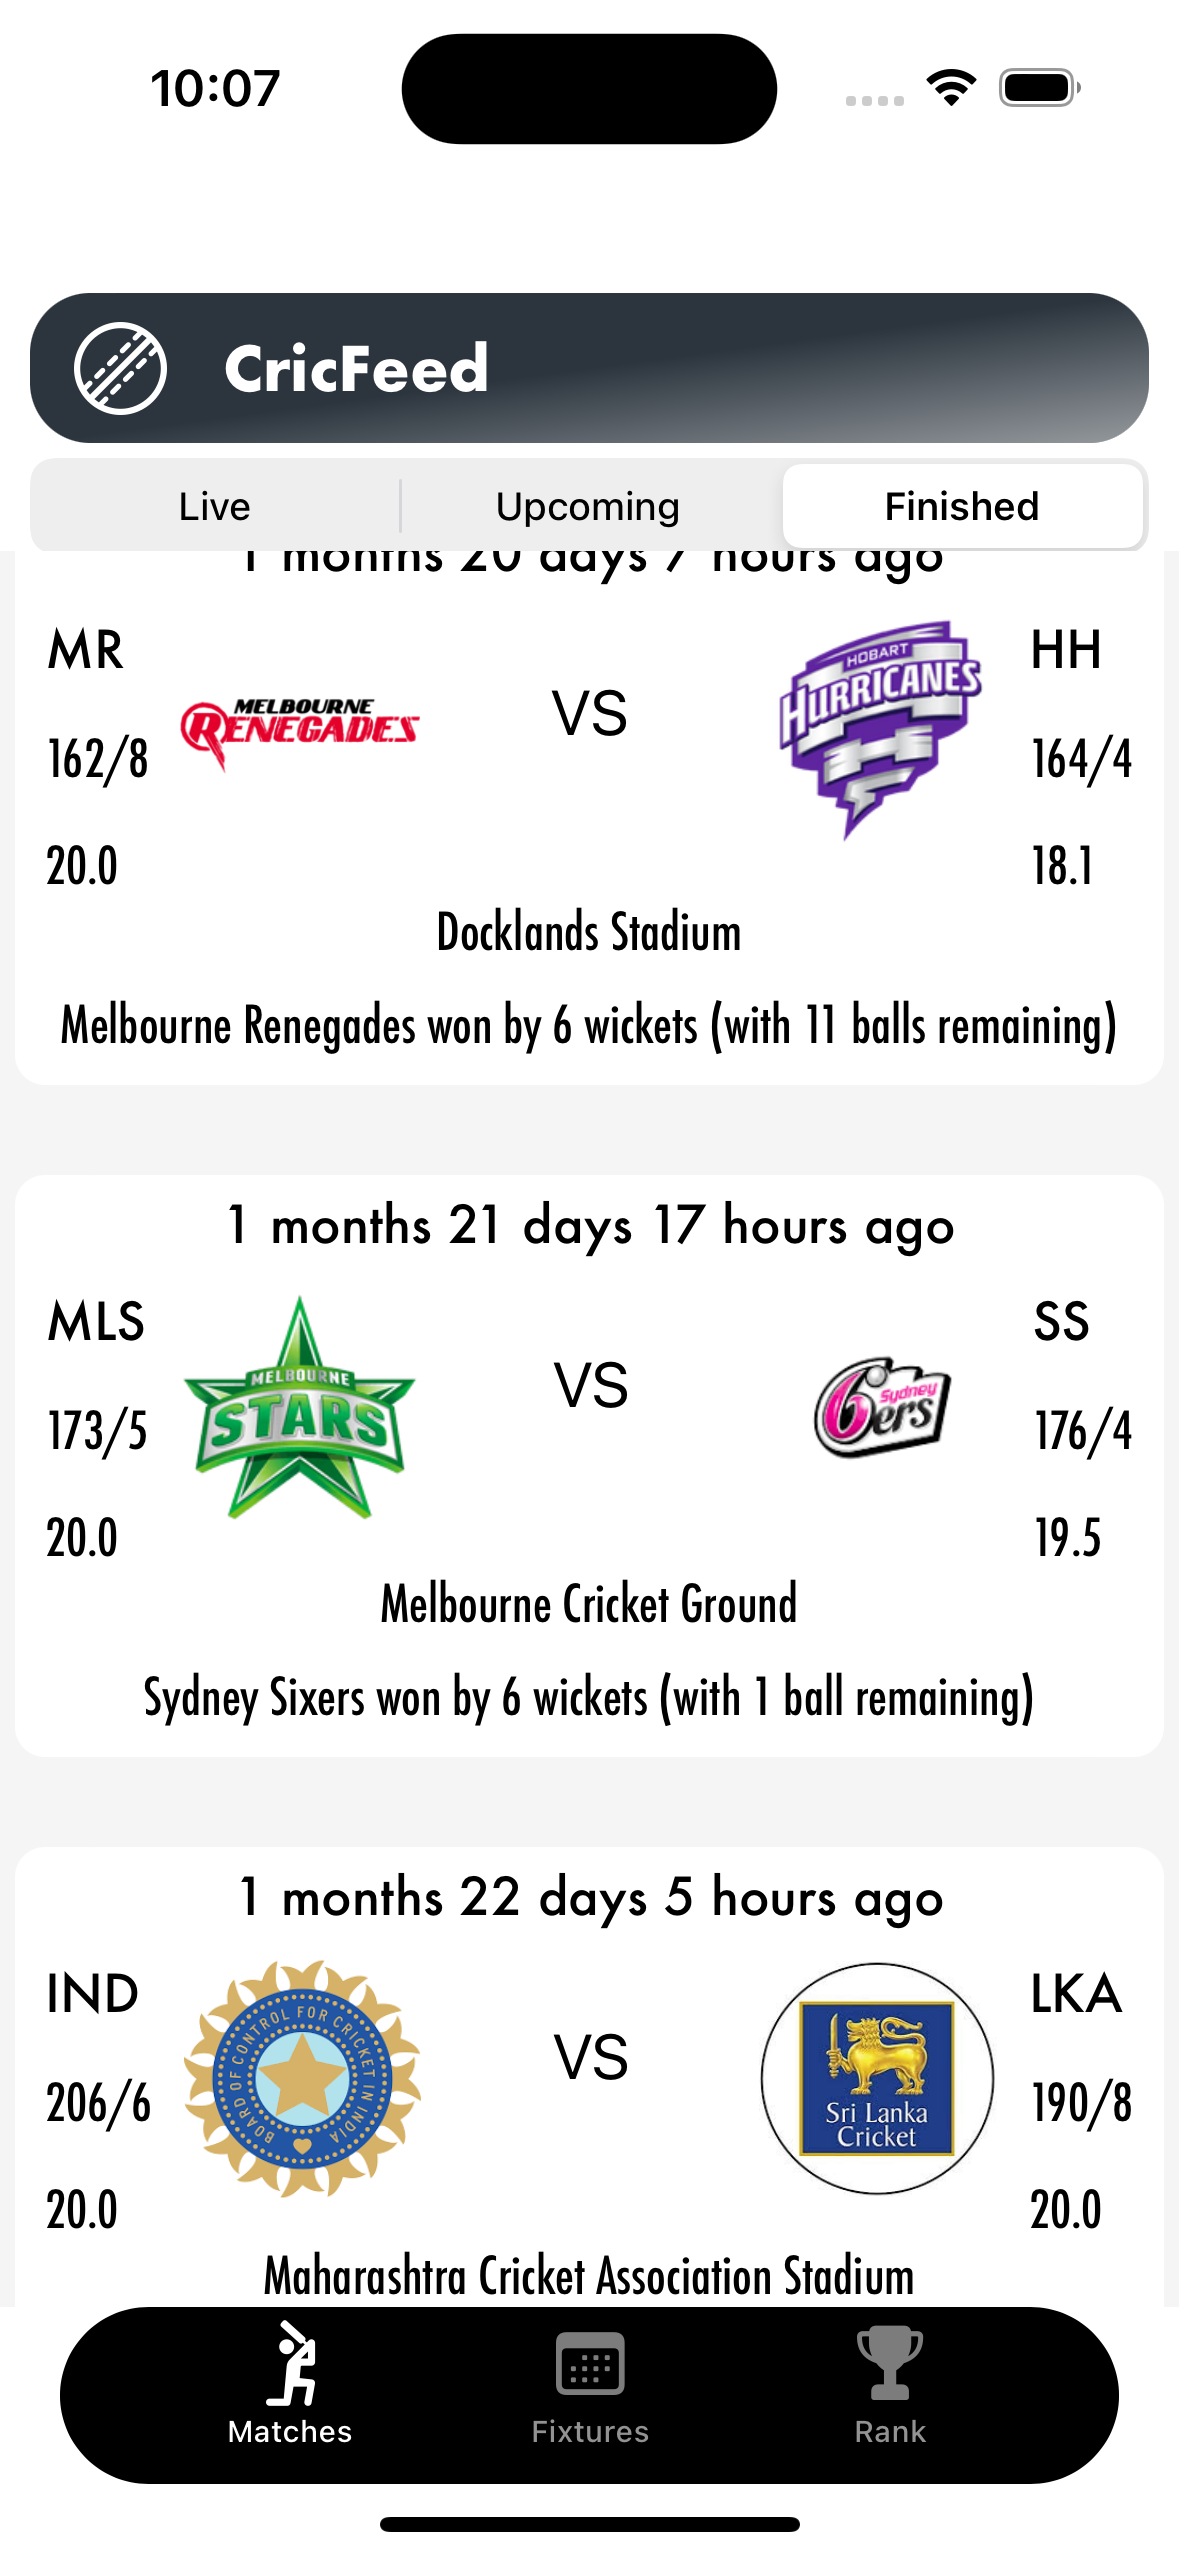 10:07
CricFeed
Live
Upcoming
Finished
1 months 20 days 7 hours ago
MR
MELBOURNE
RENEGADES
VS
HOBART
HURRICANES
HH
162/8
164/4
20.0
18.1
Docklands Stadium
Melbourne Renegades won by 6 wickets (with 11 balls remaining)
1 months 21 days 17 hours ago
MLS
MELBOURNE
STARS
VS
Sydney
6ers
SS
173/5
176/4
20.0
19.5
Melbourne Cricket Ground
Sydney Sixers won by 6 wickets (with 1 ball remaining)
1 months 22 days 5 hours ago
IND
BOARD OF CONTROL FOR CRICKET IN INDIA
VS
Sri Lanka
Cricket
LKA
206/6
190/8
20.0
20.0
Maharashtra Cricket Association Stadium
Matches
Fixtures
Rank